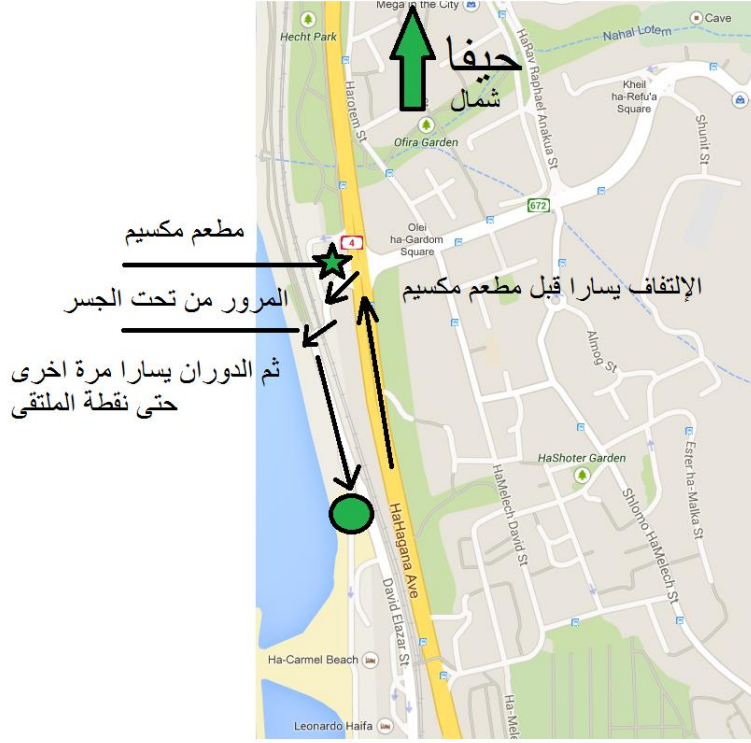 Mega in the City
Hecht Park
Cave
حيفا
Nahal Lotem
شمال
Kheil
ha-Refu'a
Square
Harotem St
HaRav Raphael Anakua St
Ofira Garden
Shunit St
672
Olei
ha-Gardom
Square
مطعم مكسيم
4
المرور من تحت الجسر
الإلتفاف يسارا قبل مطعم مكسيم
ثم الدوران يسارا مرة اخرى
حتى نقطة الملتقى
Almog St
HaShoter Garden
HaMelech David St
Ester ha-Malka St
Shlomo HaMelech St
HaHagana Ave
David Elazar St
Ha-Carmel Beach
Ha-Mel
Leonardo Haifa